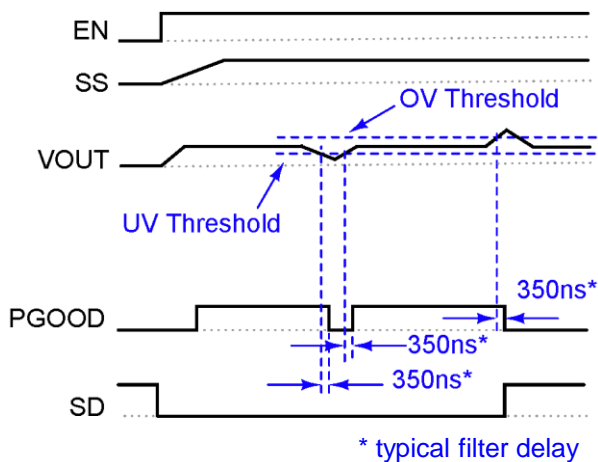 EN
SS
OV Threshold
VOUT
UV Threshold
350ns*
PGOOD
350ns*
350ns*
SD
* typical filter delay